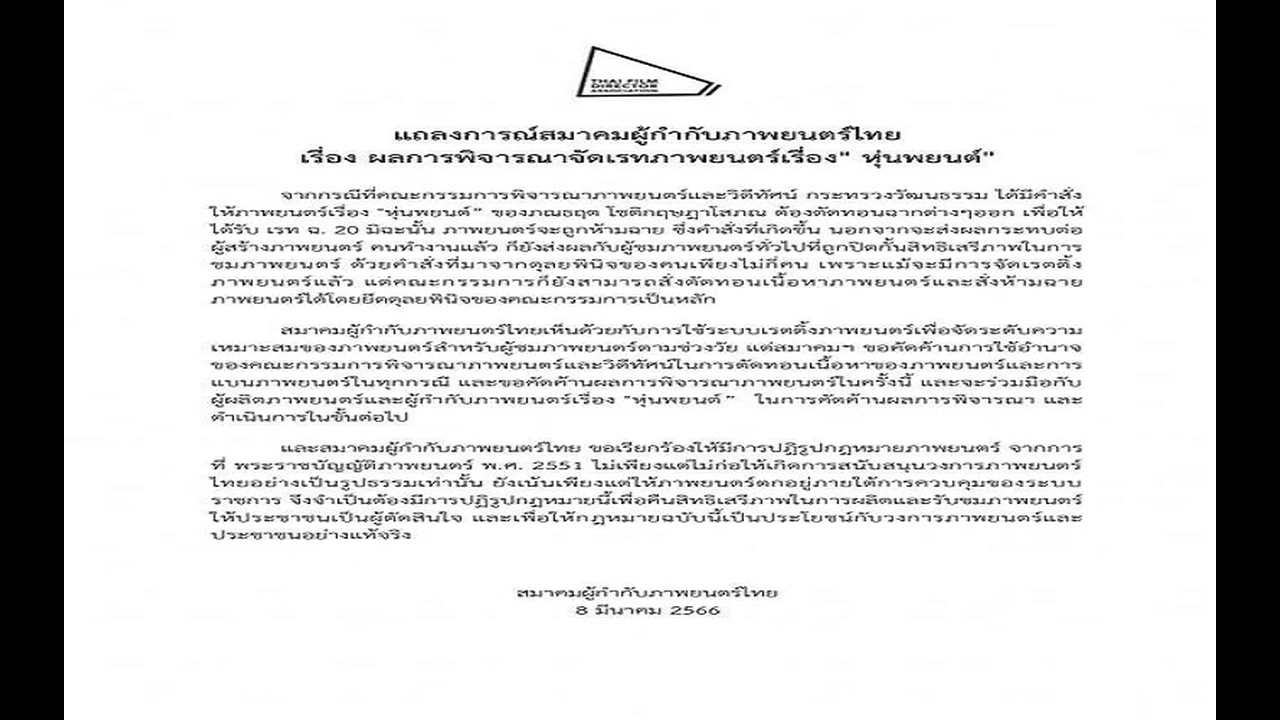 THAI FILM
DIRECTOR
ASSOCIATION
แถลงการณ์สมาคมผู้กำกับภาพยนตร์ไทย
เรื่อง ผลการพิจารณาจัดเรทภาพยนตร์เรื่อง" หุ่นพยนต์"
จากกรณีที่คณะกรรมการพิจารณาภาพยนตร์และวิดีทัศน์ กระทรวงวัฒนธรรม ได้มีคำสั่ง
ให้ภาพยนตร์เรื่อง "หุ่นพยนต์" ของภณธฤต โชติกฤษฎาโสภณ ต้องตัดทอนฉากต่างๆออก เพื่อให้
ได้รับ เรท ฉ. 20 มิฉะนั้น ภาพยนตร์จะถูกห้ามฉาย ซึ่งคำสั่งที่เกิดขึ้น นอกจากจะส่งผลกระทบต่อ
ผู้สร้างภาพยนตร์ คนทำงานแล้ว ก็ยังส่งผลกับผู้ชมภาพยนตร์ทั่วไปที่ถูกปิดกั้นสิทธิเสรีภาพในการ
ชมภาพยนตร์ ด้วยคำสั่งที่มาจากดุลยพินิจของคนเพียงไม่กี่คน เพราะแม้จะมีการจัดเรตติ้ง
ภาพยนตร์แล้ว แต่คณะกรรมการก็ยังสามารถสั่งตัดทอนเนื้อหาภาพยนตร์และสั่งห้ามฉาย
ภาพยนตร์ได้โดยยึดดุลยพินิจของคณะกรรมการเป็นหลัก
สมาคมผู้กำกับภาพยนตร์ไทยเห็นด้วยกับการใช้ระบบเรตติ้งภาพยนตร์เพื่อจัดระดับความ
เหมาะสมของภาพยนตร์สำหรับผู้ชมภาพยนตร์ตามช่วงวัย แต่สมาคมฯ ขอคัดค้านการใช้อำนาจ
ของคณะกรรมการพิจารณาภาพยนตร์และวิดีทัศน์ในการตัดทอนเนื้อหาของภาพยนตร์และการ
แบนภาพยนตร์ในทุกกรณี และขอคัดค้านผลการพิจารณาภาพยนตร์ในครั้งนี้ และจะร่วมมือกับ
ผู้ผลิตภาพยนตร์และผู้กำกับภาพยนตร์เรื่อง "หุ่นพยนต์" ในการคัดค้านผลการพิจารณา และ
ดำเนินการในขั้นต่อไป
และสมาคมผู้กำกับภาพยนตร์ไทย ขอเรียกร้องให้มีการปฏิรูปกฎหมายภาพยนตร์ จากการ
ที่ พระราชบัญญัติภาพยนตร์ พ.ศ. 2551 ไม่เพียงแต่ไม่ก่อให้เกิดการสนับสนุนวงการภาพยนตร์
ไทยอย่างเป็นรูปธรรมเท่านั้น ยังเน้นเพียงแต่ให้ภาพยนตร์ตกอยู่ภายใต้การควบคุมของระบบ
ราชการ จึงจำเป็นต้องมีการปฏิรูปกฎหมายนี้เพื่อคืนสิทธิเสรีภาพในการผลิตและรับชมภาพยนตร์
ให้ประชาชนเป็นผู้ตัดสินใจ และเพื่อให้กฎหมายฉบับนี้เป็นประโยชน์กับวงการภาพยนตร์และ
ประชาชนอย่างแท้จริง
สมาคมผู้กำกับภาพยนตร์ไทย
8 มีนาคม 2566